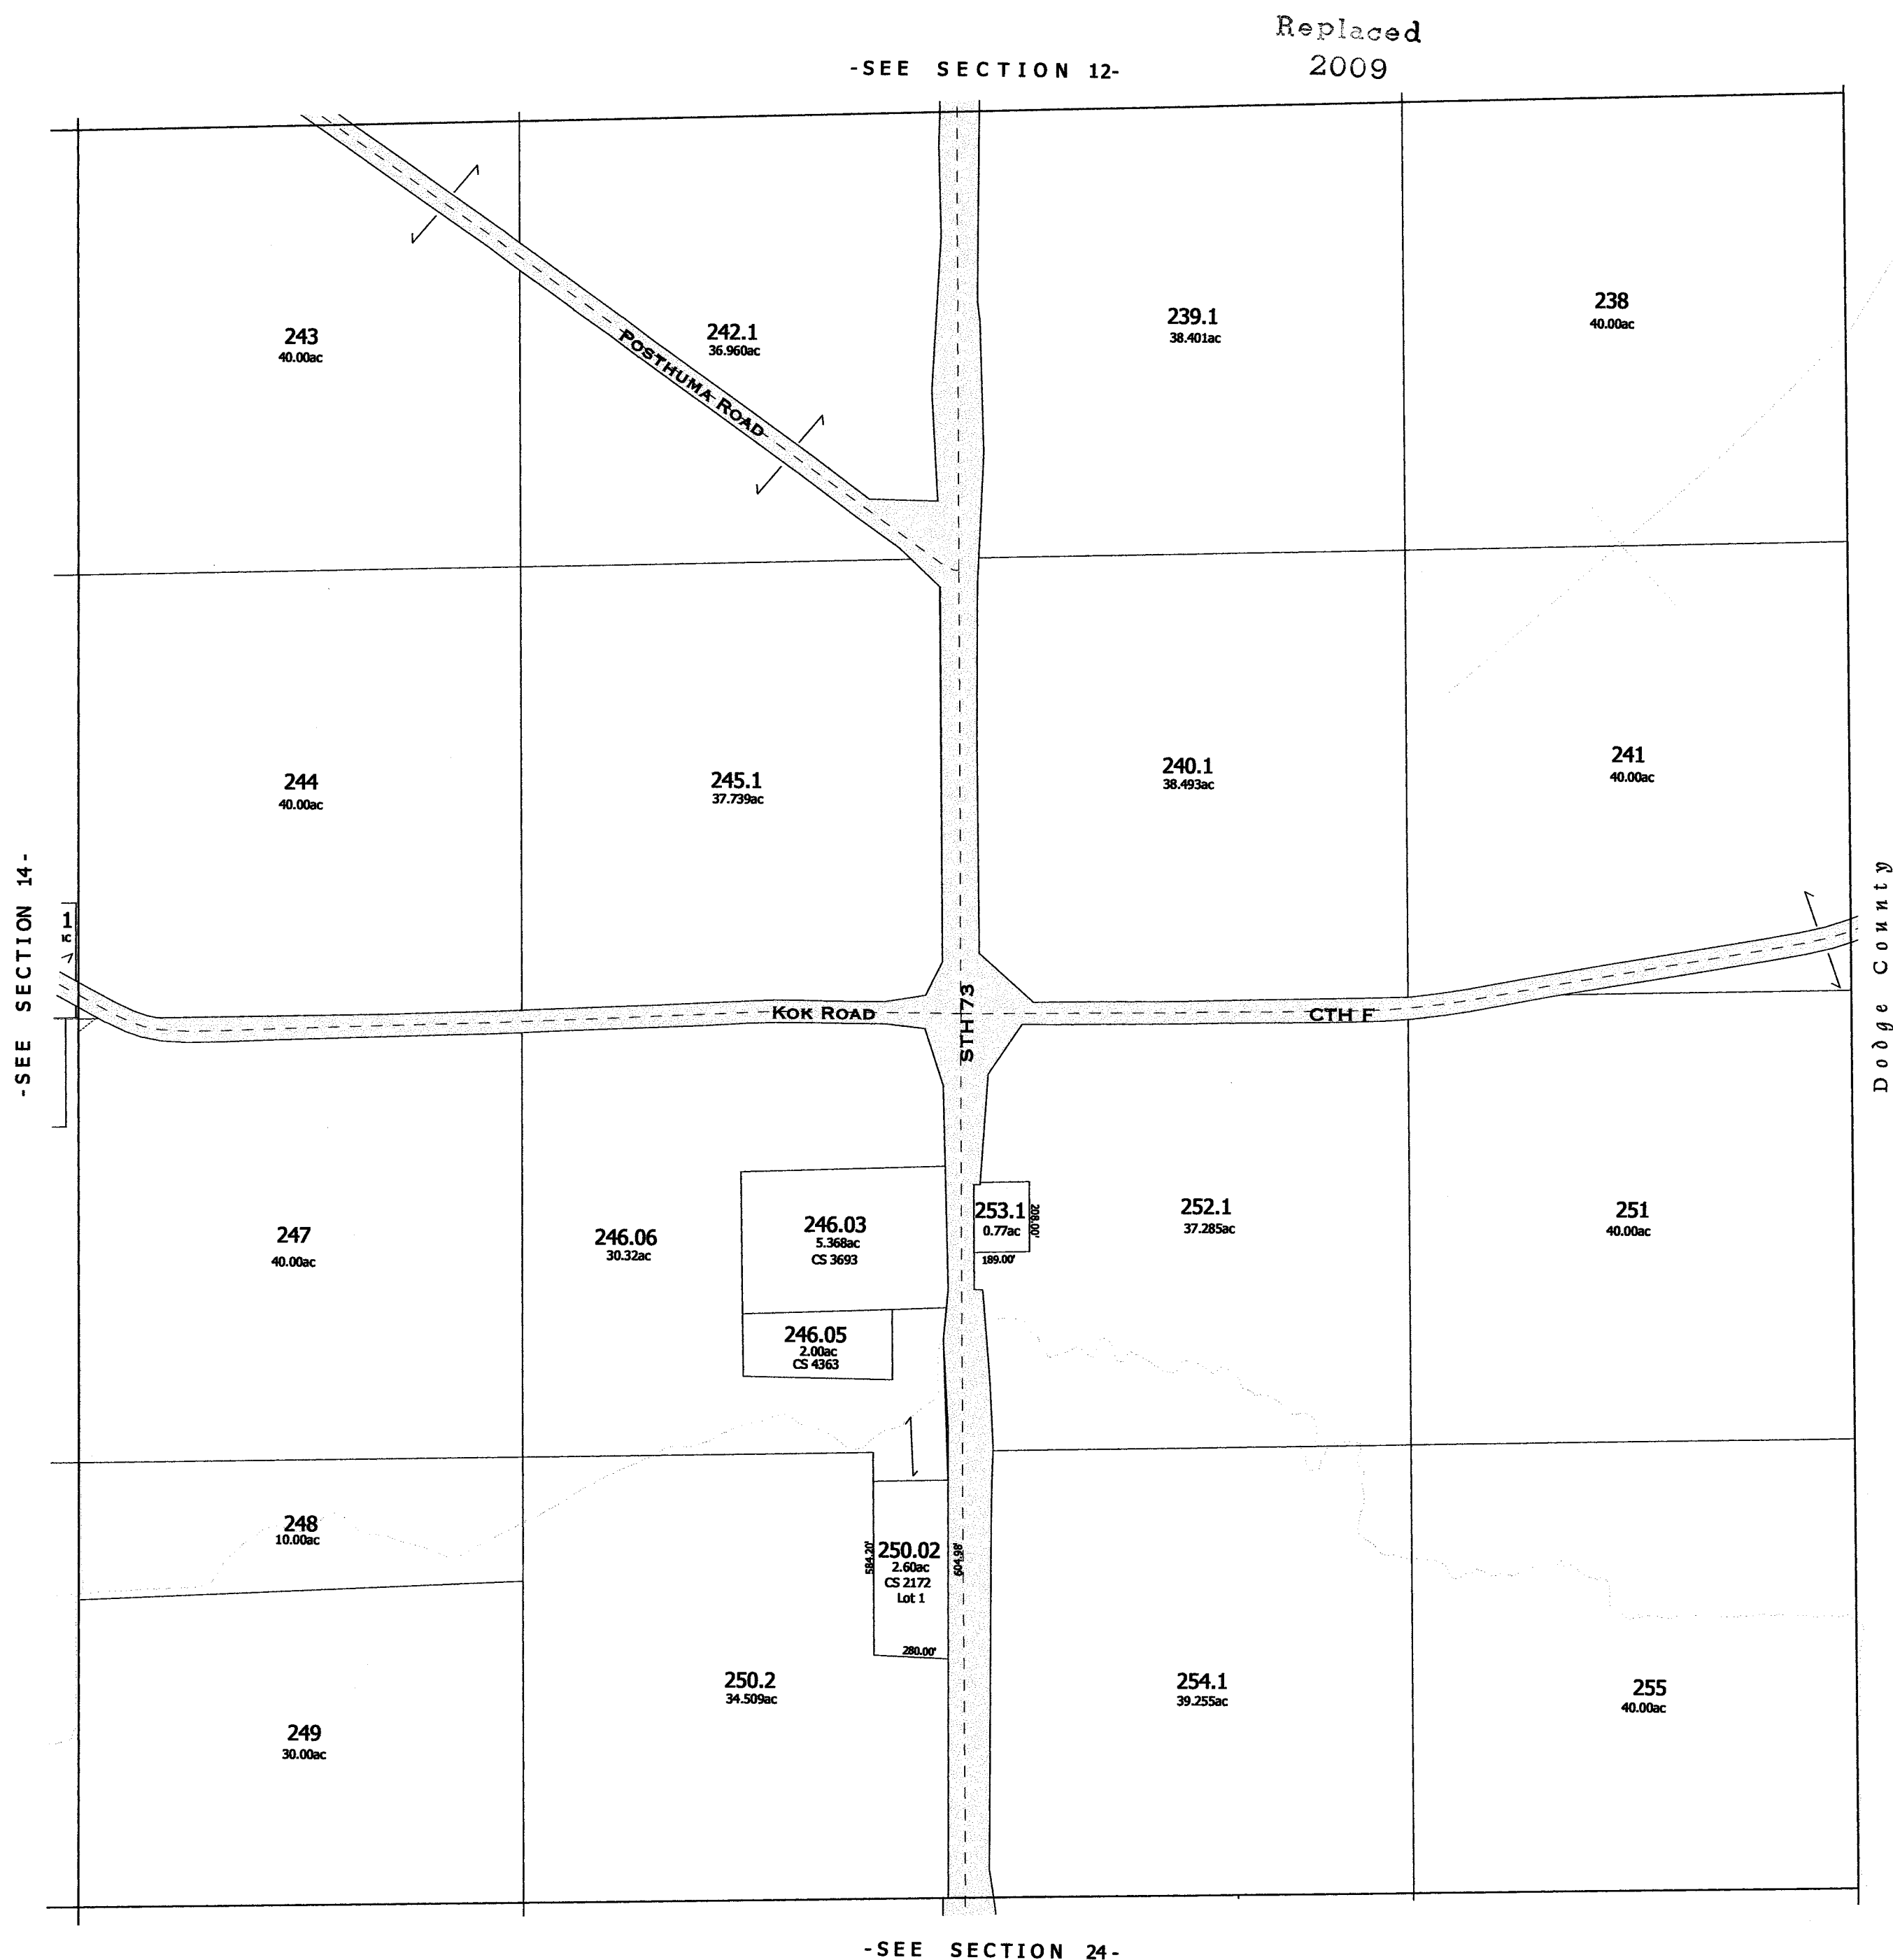 Replaced
2009
-SEE SECTION 12-
243
40.00ac
242.1
36.960ac
239.1
38.401ac
238
40.00ac
POSTHUMA ROAD
244
40.00ac
245.1
37.739ac
240.1
38.493ac
241
40.00ac
-SEE SECTION 14-
1
Dodge County
KOK ROAD
STH 73
CTH F
247
40.00ac
246.06
30.32ac
246.03
5.368ac
CS 3693
253.1
0.77ac
208.00'
189.00'
252.1
37.285ac
251
40.00ac
246.05
2.00ac
CS 4363
248
10.00ac
584.20'
250.02
2.60ac
CS 2172
Lot 1
604.98'
280.00'
249
30.00ac
250.2
34.509ac
254.1
39.255ac
255
40.00ac
-SEE SECTION 24-